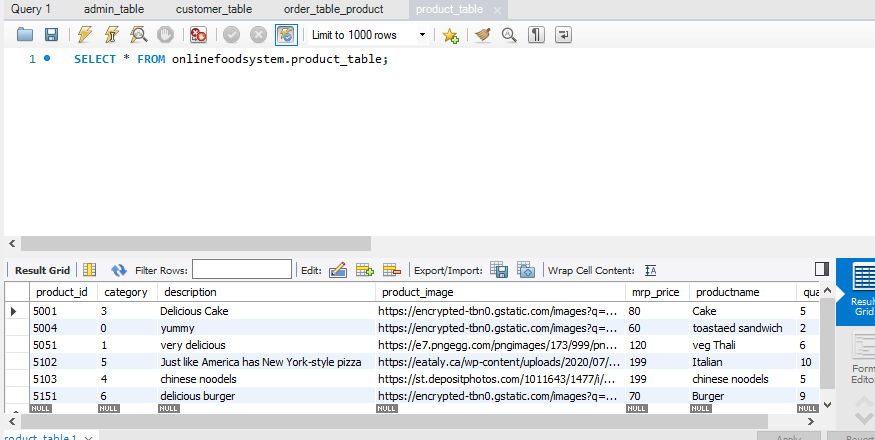 Query 1 admin_table customer_table order_table_product product_table
Limit to 1000 rows
1 SELECT * FROM onlinefoodsystem.product_table;
Result Grid Filter Rows: Edit: Export/Import: Wrap Cell Content:
product_id category description product_image mrp_price productname qua
5001 3 Delicious Cake https://encrypted-tbn0.gstatic.com/images?q=... 80 Cake 5
5004 0 yummy https://encrypted-tbn0.gstatic.com/images?q=... 60 toastaed sandwich 2
5051 1 very delicious https://e7.pngegg.com/pngimages/173/999/pn... 120 veg Thali 6
5102 5 Just like America has New York-style pizza https://eataly.ca/wp-content/uploads/2020/07/... 199 Italian 10
5103 4 chinese noodels https://st.depositphotos.com/1011643/1477/i/... 199 chinese noodels 5
5151 6 delicious burger https://encrypted-tbn0.gstatic.com/images?q=... 70 Burger 9
NULL NULL NULL NULL NULL NULL NULL
Result
Grid
Form
Editor
product_table 1 Apply Revert